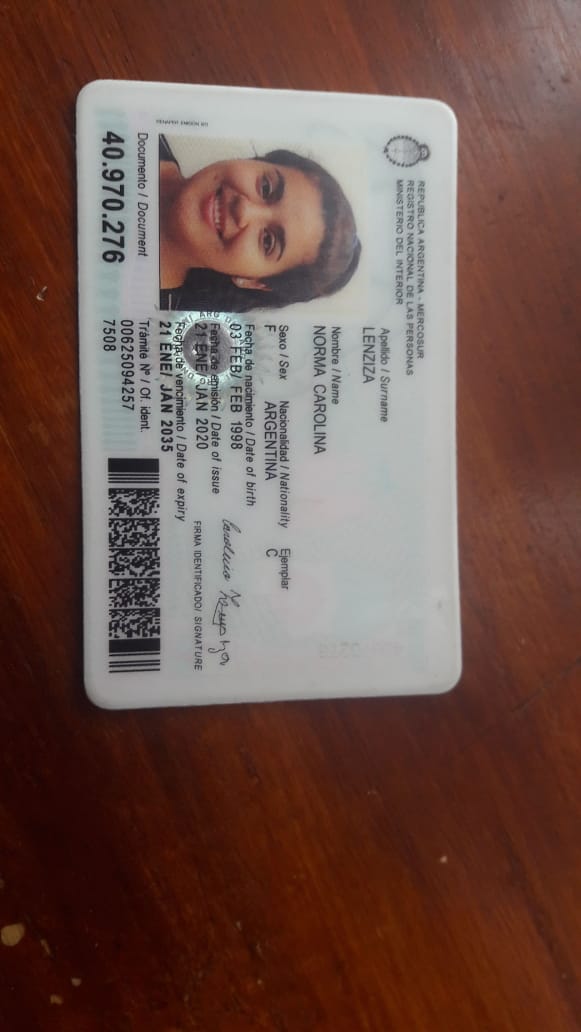 REPUBLICA ARGENTINA - MERCOSUR
REGISTRO NACIONAL DE LAS PERSONAS
MINISTERIO DEL INTERIOR
Apellido / Surname
LENZIZA
Nombre / Name
NORMA CAROLINA
Sexo / Sex Nacionalidad / Nationality Ejemplar
F ARGENTINA C
Fecha de nacimiento / Date of birth
03 FEB/ FEB 1998
Fecha de emisión / Date of issue
21 ENE/ JAN 2020
FIRMA IDENTIFICADO/ SIGNATURE
Fecha de vencimiento / Date of expiry
21 ENE/ JAN 2035
Documento / Document
40.970.276
Trámite Nº / Of. ident.
00625094257
7508